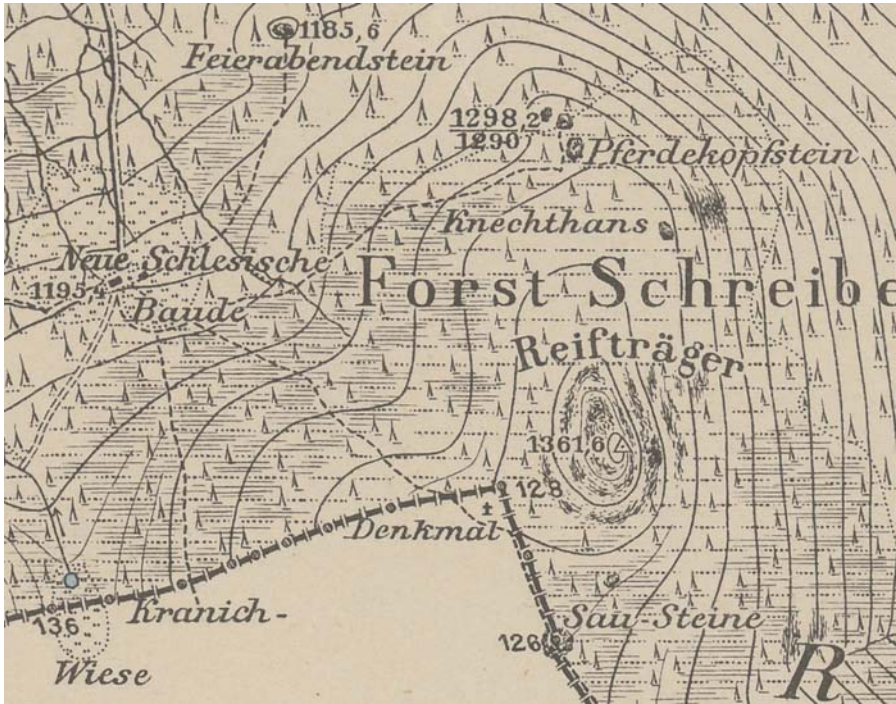 1185,6
Feierabendstein
1298,2
1290
Pferdekopfstein
Knechthans
Neue Schlesische
1195,4
Baude
Forst Schreibe
Reifträger
1361,6
128
Denkmal
Kranich-
136
Sau-Steine
126
Wiese
R